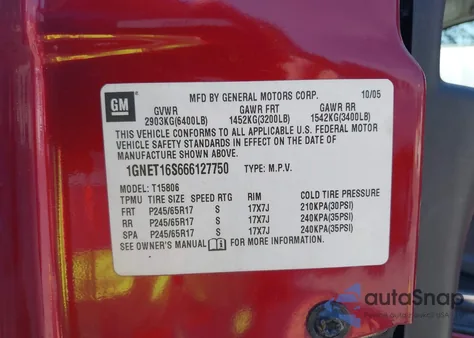 GM
MFD BY GENERAL MOTORS CORP. 10/05
GVWR GAWR FRT GAWR RR
2903KG(6400LB) 1452KG(3200LB) 1542KG(3400LB)
THIS VEHICLE CONFORMS TO ALL APPLICABLE U.S. FEDERAL MOTOR
VEHICLE SAFETY STANDARDS IN EFFECT ON THE DATE OF
MANUFACTURE SHOWN ABOVE.
1GNET16S666127750 TYPE: M.P.V.
MODEL: T15806
TPMU TIRE SIZE SPEED RTG RIM COLD TIRE PRESSURE
FRT P245/65R17 S 17X7J 210KPA(30PSI)
RR P245/65R17 S 17X7J 240KPA(35PSI)
SPA P245/65R17 S 17X7J 240KPA(35PSI)
SEE OWNER'S MANUAL FOR MORE INFORMATION
autoSnap